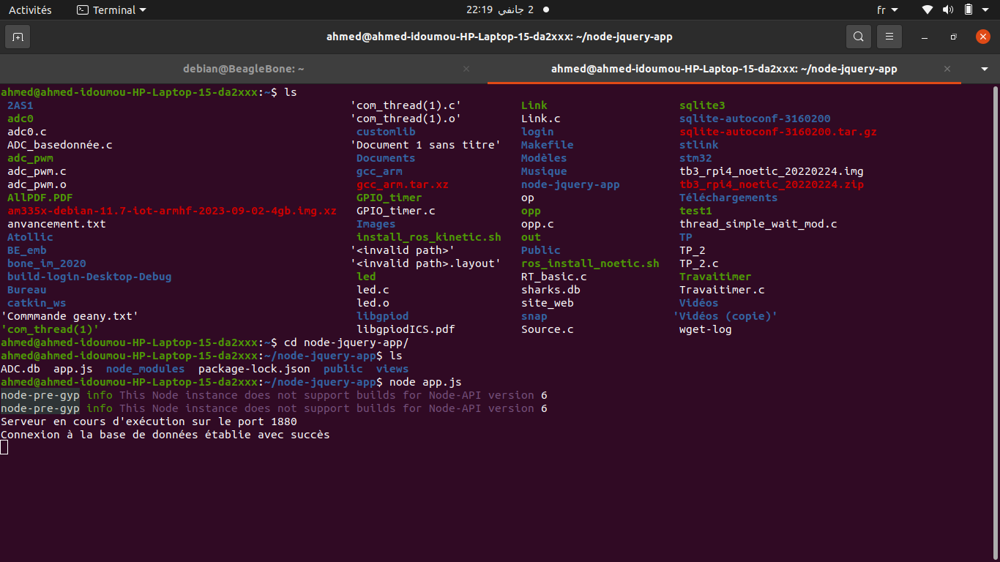 Activités Terminal 22:19 2 جانفي fr
ahmed@ahmed-idoumou-HP-Laptop-15-da2xxx: ~/node-jquery-app
debian@BeagleBone: ~ ahmed@ahmed-idoumou-HP-Laptop-15-da2xxx: ~/node-jquery-app
ahmed@ahmed-idoumou-HP-Laptop-15-da2xxx:~$ ls
2AS1 'com_thread(1).c' Link sqlite3
adc0 'com_thread(1).o' Link.c sqlite-autoconf-3160200
adc0.c customlib login sqlite-autoconf-3160200.tar.gz
ADC_basedonnée.c 'Document 1 sans titre' Makefile stlink
adc_pwm Documents Modèles stm32
adc_pwm.c gcc_arm Musique tb3_rpi4_noetic_20220224.img
adc_pwm.o gcc_arm.tar.xz node-jquery-app tb3_rpi4_noetic_20220224.zip
AllPDF.PDF GPIO_timer op Téléchargements
am335x-debian-11.7-iot-armhf-2023-09-02-4gb.img.xz GPIO_timer.c opp test1
anvancement.txt Images opp.c thread_simple_wait_mod.c
Atollic install_ros_kinetic.sh out TP
BE_emb '<invalid path>' Public TP_2
bone_im_2020 '<invalid path>.layout' ros_install_noetic.sh TP_2.c
build-login-Desktop-Debug led RT_basic.c Travaitimer
Bureau led.c sharks.db Travaitimer.c
catkin_ws led.o site_web Vidéos
'Commmande geany.txt' libgpiod snap 'Vidéos (copie)'
'com_thread(1)' libgpiodICS.pdf Source.c wget-log
ahmed@ahmed-idoumou-HP-Laptop-15-da2xxx:~$ cd node-jquery-app/
ahmed@ahmed-idoumou-HP-Laptop-15-da2xxx:~/node-jquery-app$ ls
ADC.db app.js node_modules package-lock.json public views
ahmed@ahmed-idoumou-HP-Laptop-15-da2xxx:~/node-jquery-app$ node app.js
node-pre-gyp info This Node instance does not support builds for Node-API version 6
node-pre-gyp info This Node instance does not support builds for Node-API version 6
Serveur en cours d'exécution sur le port 1880
Connexion à la base de données établie avec succès